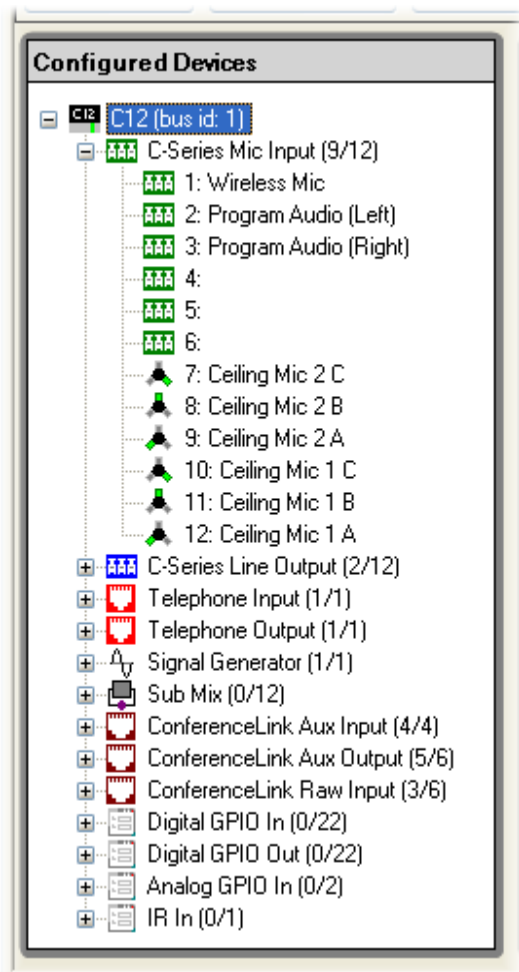 Configured Devices
C12 C12 (bus id: 1)
C-Series Mic Input (9/12)
1: Wireless Mic
2: Program Audio (Left)
3: Program Audio (Right)
4:
5:
6:
7: Ceiling Mic 2 C
8: Ceiling Mic 2 B
9: Ceiling Mic 2 A
10: Ceiling Mic 1 C
11: Ceiling Mic 1 B
12: Ceiling Mic 1 A
C-Series Line Output (2/12)
Telephone Input (1/1)
Telephone Output (1/1)
Signal Generator (1/1)
Sub Mix (0/12)
ConferenceLink Aux Input (4/4)
ConferenceLink Aux Output (5/6)
ConferenceLink Raw Input (3/6)
Digital GPIO In (0/22)
Digital GPIO Out (0/22)
Analog GPIO In (0/2)
IR In (0/1)